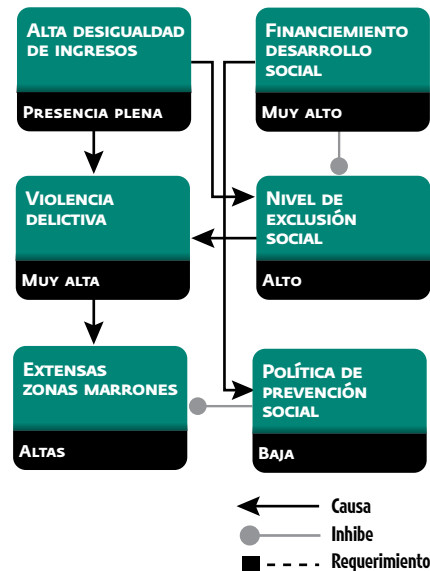 ALTA DESIGUALDAD
DE INGRESOS
PRESENCIA PLENA
FINANCIEMIENTO
DESARROLLO
SOCIAL
MUY ALTO
VIOLENCIA
DELICTIVA
MUY ALTA
NIVEL DE
EXCLUSIÓN
SOCIAL
ALTO
EXTENSAS
ZONAS MARRONES
ALTAS
POLÍTICA DE
PREVENCIÓN
SOCIAL
BAJA
Causa
Inhibe
Requerimiento